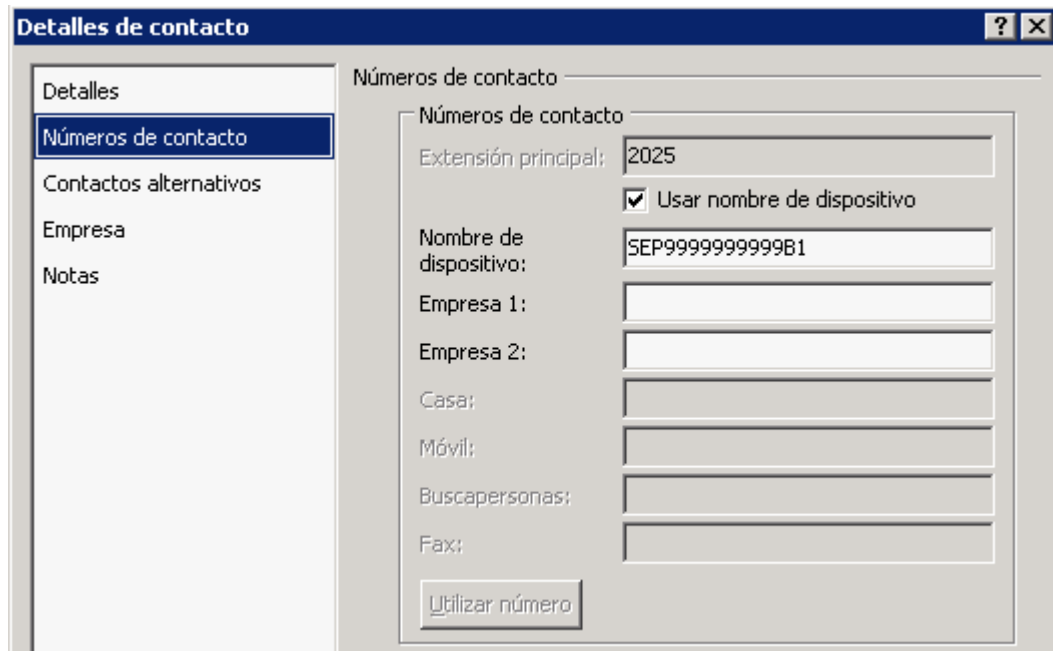 Detalles de contacto
Detalles
Números de contacto
Contactos alternativos
Empresa
Notas
Números de contacto
Números de contacto
Extensión principal: 2025
Usar nombre de dispositivo
Nombre de
dispositivo: SEP9999999999B1
Empresa 1:
Empresa 2:
Casa:
Móvil:
Buscapersonas:
Fax:
Utilizar número